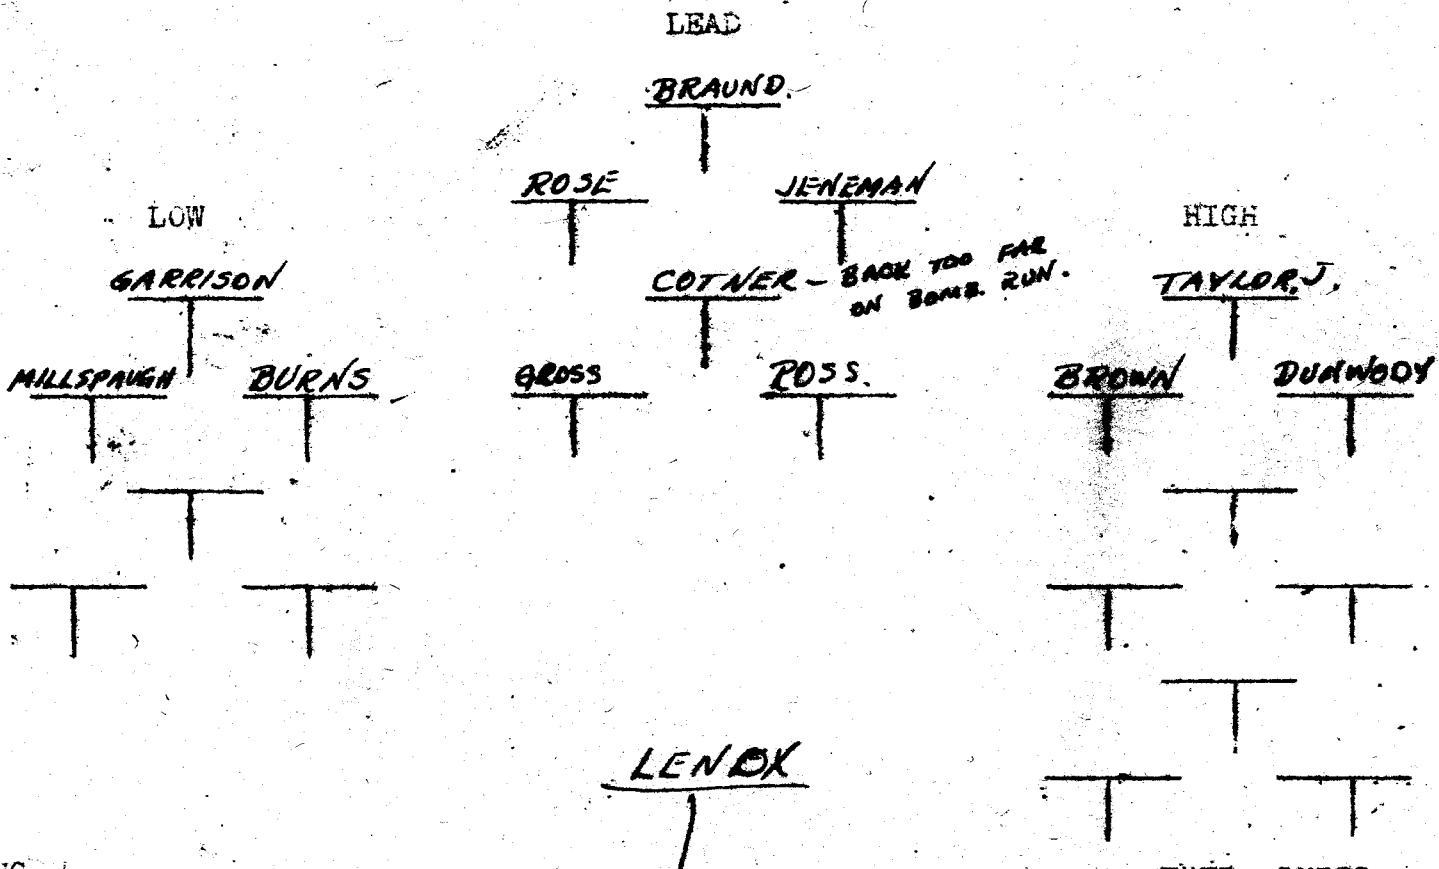 LEAD
BRAUND.
ROSE JENEMAN
LOW HIGH
GARRISON COTNER - BACK TOO FAR TAYLOR. J.
ON BOMB. RUN.
MILLSPAUGH BURNS GROSS ROSS. BROWN DUNWODY
LENOX